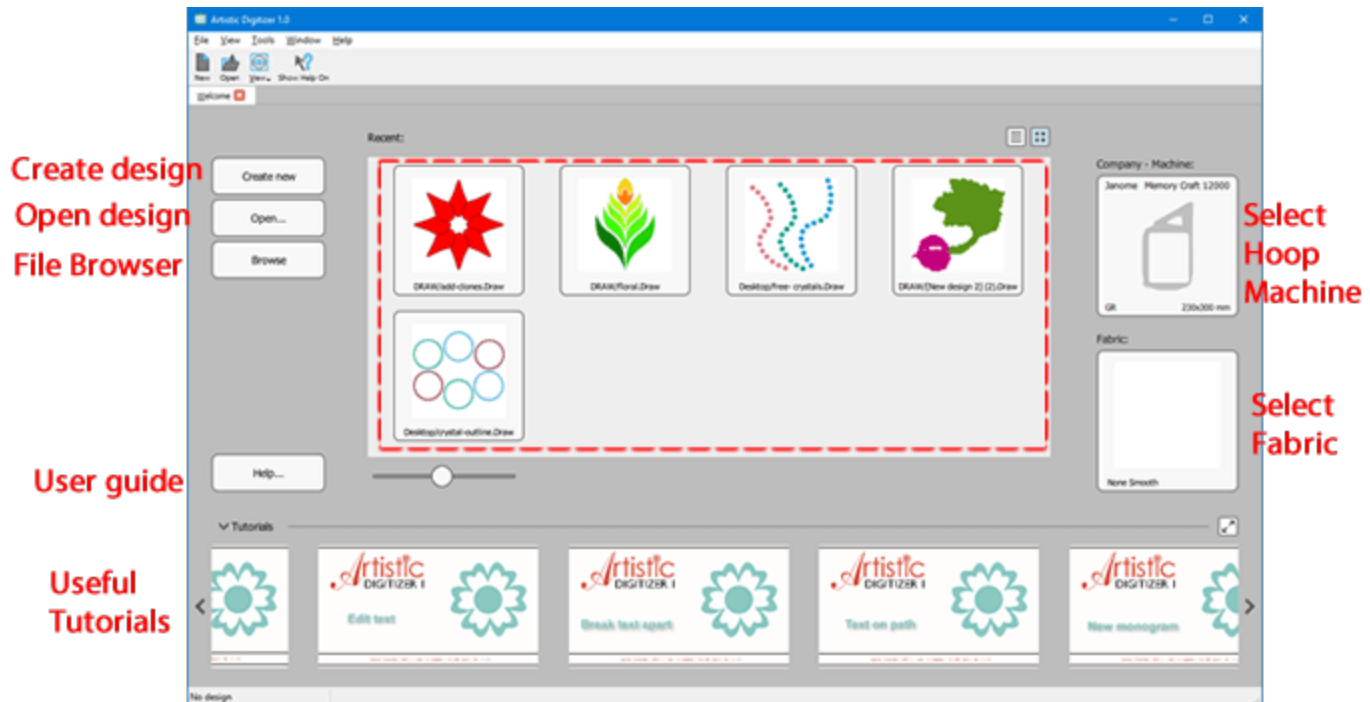 Artistic Digitizer 1.0
File View Tools Window Help
New Open View Show Help On
Welcome
Recent:
Create design
Create new
Open design
Open...
File Browser
Browse
DRAW/add-clones.Draw
DRAW/floral.Draw
Desktop/free- crystals.Draw
DRAW/[New design 2] (2).Draw
Desktop/crystal-outline.Draw
Company - Machine:
Janome Memory Craft 12000
GR 230x300 mm
Select
Hoop
Machine
Fabric:
None Smooth
Select
Fabric
User guide
Help...
Tutorials
Useful
Tutorials
Artistic
DIGITIZER 1
Edit text
Artistic
DIGITIZER 1
Break text apart
Artistic
DIGITIZER 1
Text on path
Artistic
DIGITIZER 1
New monogram
No design